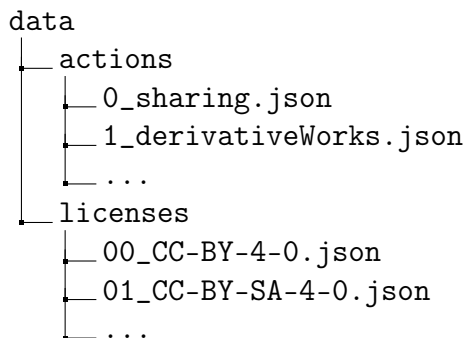 data
actions
0_sharing.json
1_derivativeWorks.json
...
licenses
00_CC-BY-4-0.json
01_CC-BY-SA-4-0.json
...